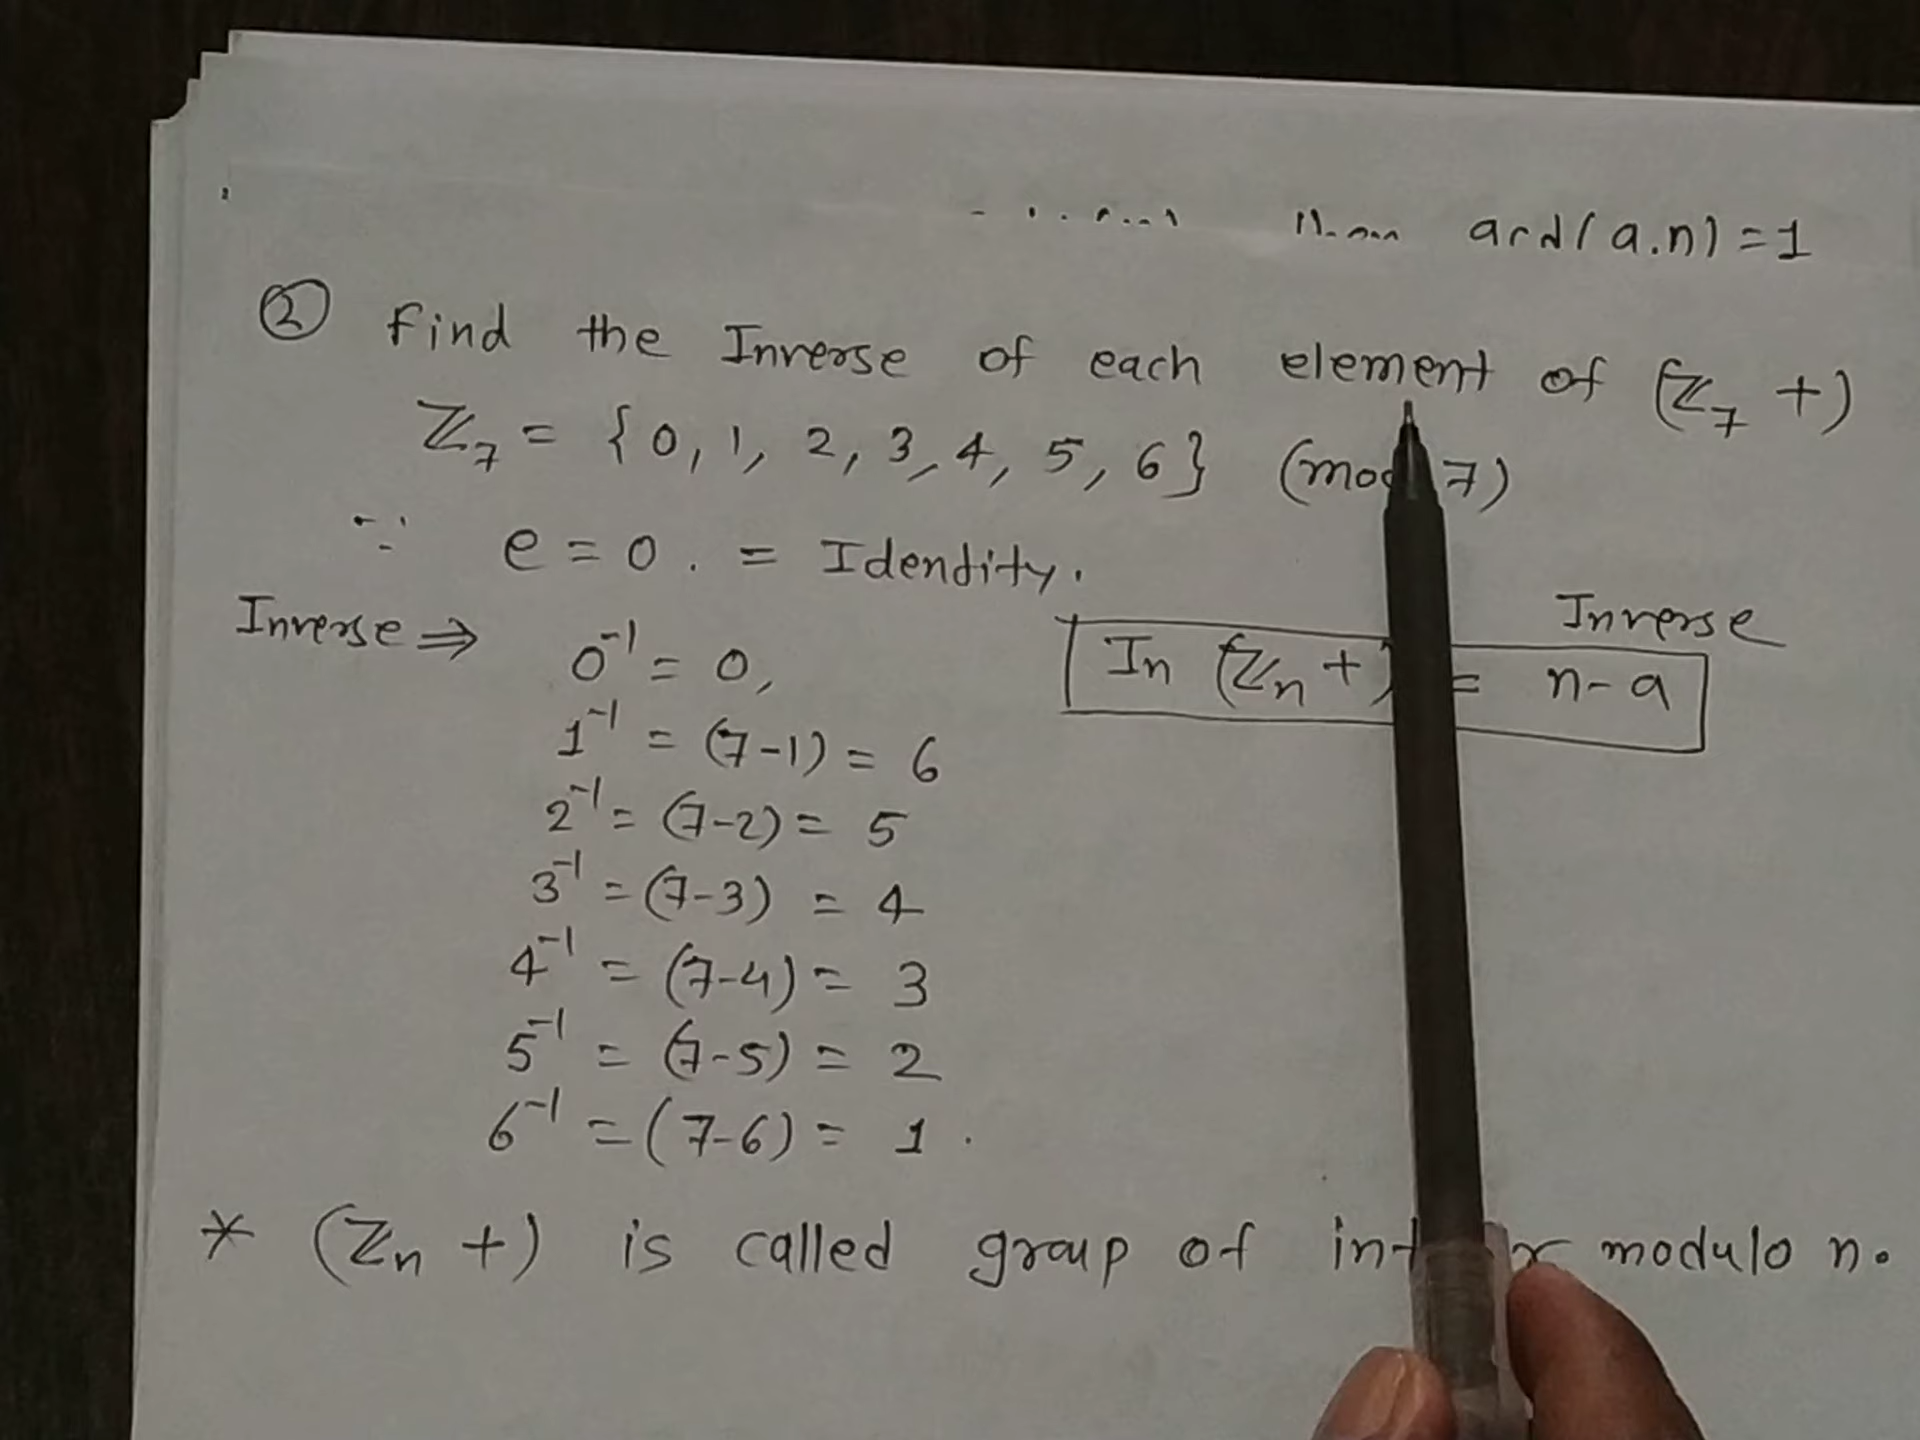 gcd(a,n)=1
② Find the Inverse of each element of (Z₇ +)
Z₇ = {0, 1, 2, 3, 4, 5, 6} (mod 7)
∵ e = 0 . = Identity.
Inverse ⇒ 0⁻¹ = 0,
Inverse
In (Zn +) = n-a
1⁻¹ = (7-1) = 6
2⁻¹ = (7-2) = 5
3⁻¹ = (7-3) = 4
4⁻¹ = (7-4) = 3
5⁻¹ = (7-5) = 2
6⁻¹ = (7-6) = 1 .
* (Zn +) is called group of modulo n.